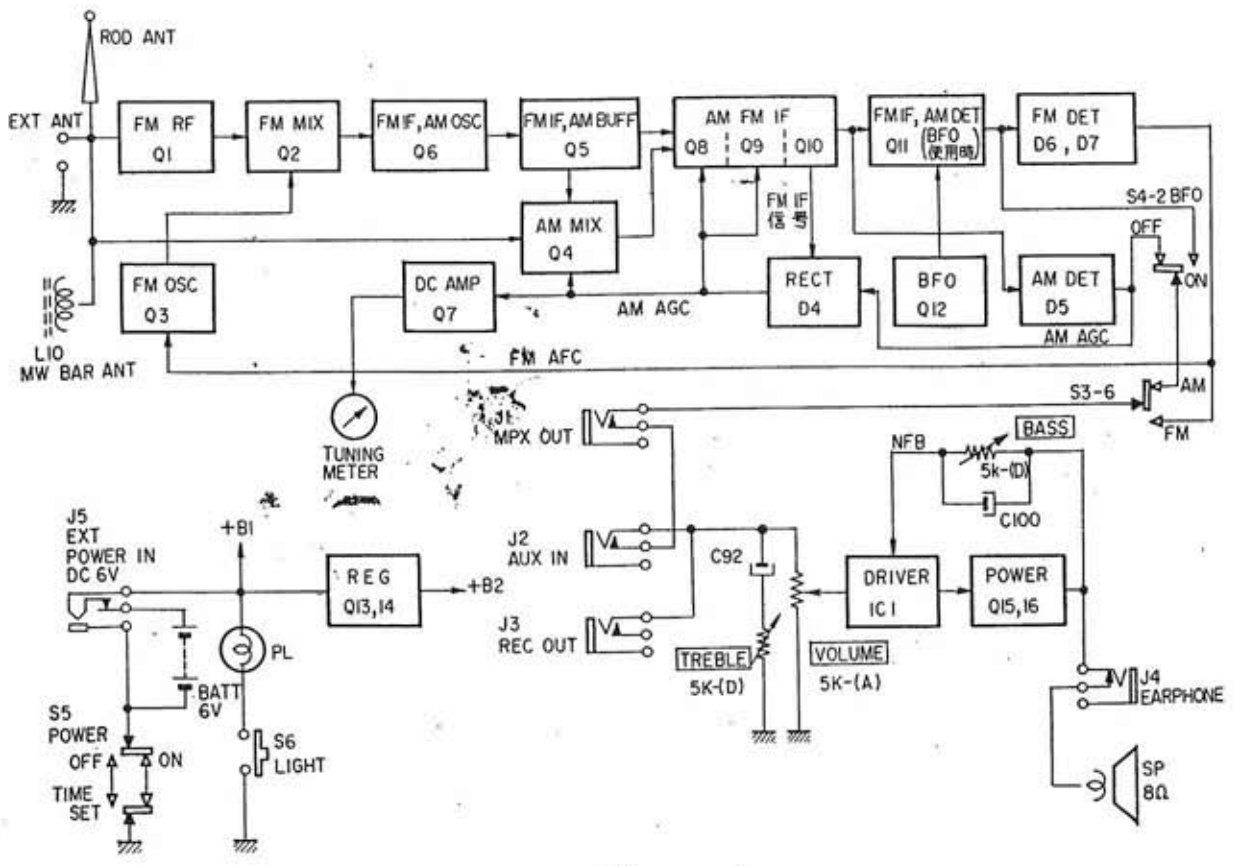 ROD ANT
EXT ANT
FM RF
Q1
FM MIX
Q2
FM IF, AM OSC
Q6
FM IF, AM BUFF
Q5
AM FM IF
Q8 Q9 Q10
FM IF, AM DET
Q11 (BFO
使用時)
FM DET
D6, D7
S4-2 BFO
OFF
ON
FM IF
信号
AM MIX
Q4
FM OSC
Q3
DC AMP
Q7
AM AGC
RECT
D4
BFO
Q12
AM DET
D5
AM AGC
L10
MW BAR ANT
FM AFC
S3-6
AM
FM
TUNING
METER
J1
MPX OUT
NFB
BASS
5k-(D)
C100
J5
EXT
POWER IN
DC 6V
+B1
REG
Q13,14
+B2
J2
AUX IN
C92
DRIVER
IC1
POWER
Q15,16
J3
REC OUT
TREBLE
5K-(D)
VOLUME
5K-(A)
PL
BATT
6V
J4
EARPHONE
S5
POWER
OFF
ON
TIME
SET
S6
LIGHT
SP
8Ω